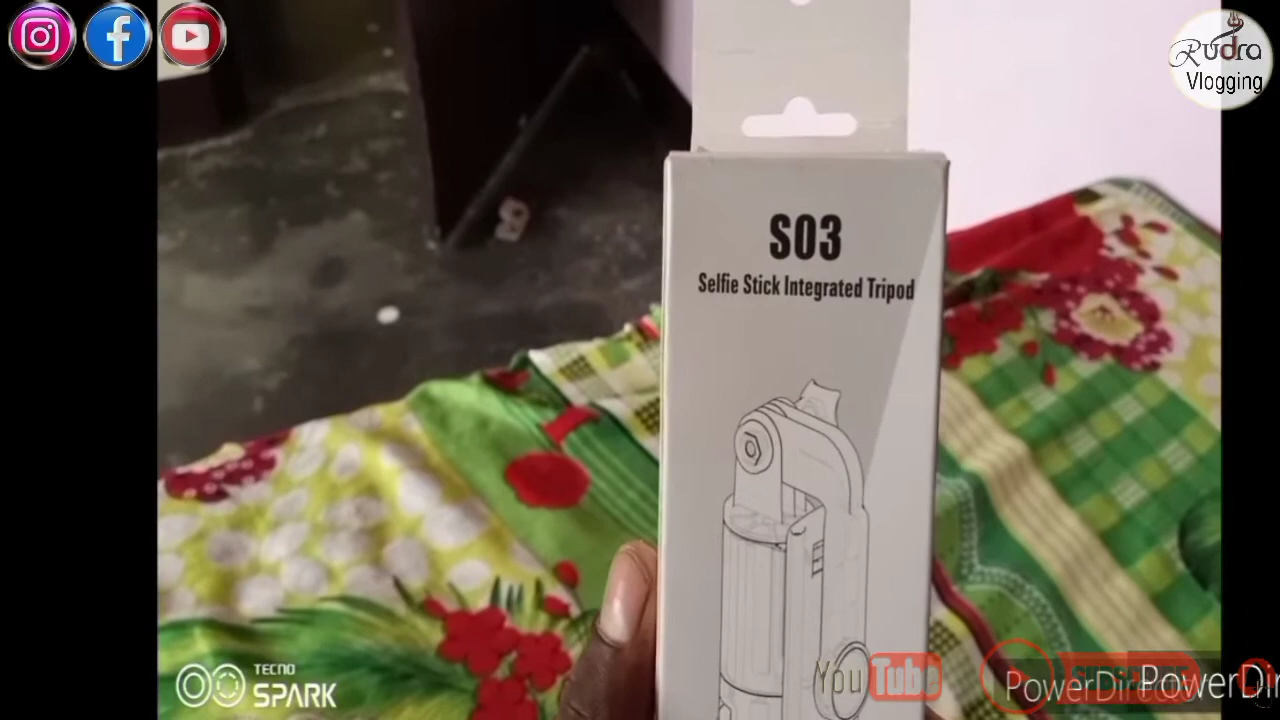 Rudra
Vlogging
S03
Selfie Stick Integrated Tripod
TECNO
SPARK
YouTube
PowerDirector
PowerDir